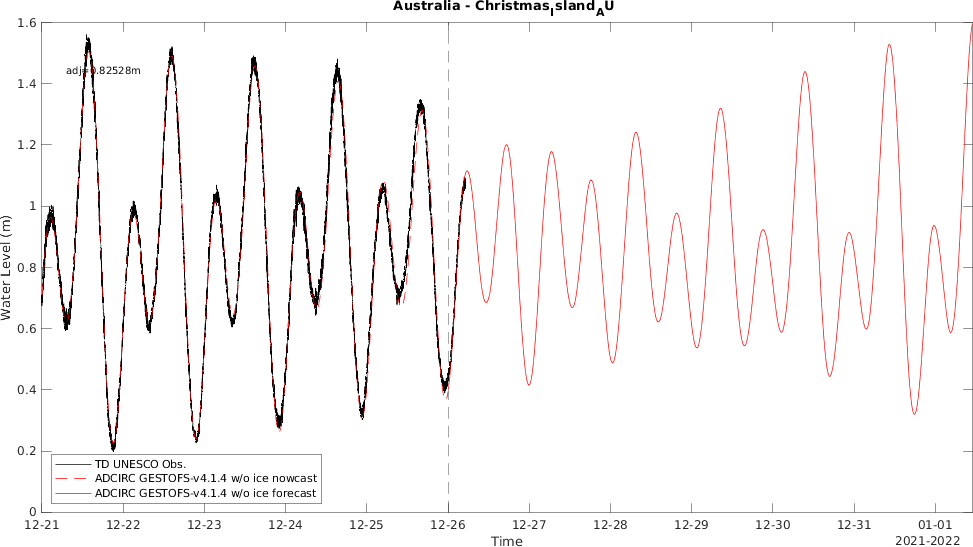 Australia - ChristmasIslandAU
1.6
adj=0.82528m
1.4
1.2
1
0.8
0.6
0.4
0.2
0
Water Level (m)
TD UNESCO Obs.
ADCIRC GESTOFS-v4.1.4 w/o ice nowcast
ADCIRC GESTOFS-v4.1.4 w/o ice forecast
12-21 12-22 12-23 12-24 12-25 12-26 12-27 12-28 12-29 12-30 12-31 01-01
Time
2021-2022